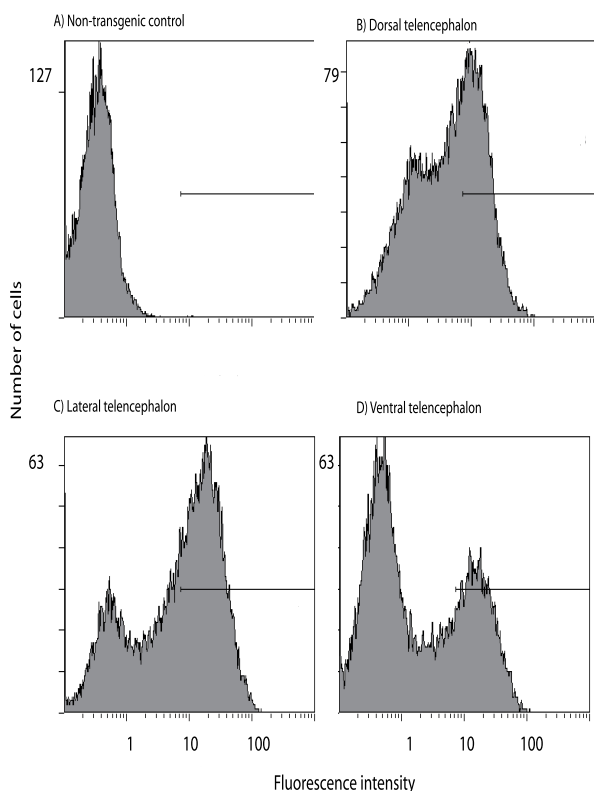 A) Non-transgenic control
B) Dorsal telencephalon
127
79
Number of cells
C) Lateral telencephalon
D) Ventral telencephalon
63
63
1 10 100
1 10 100
Fluorescence intensity